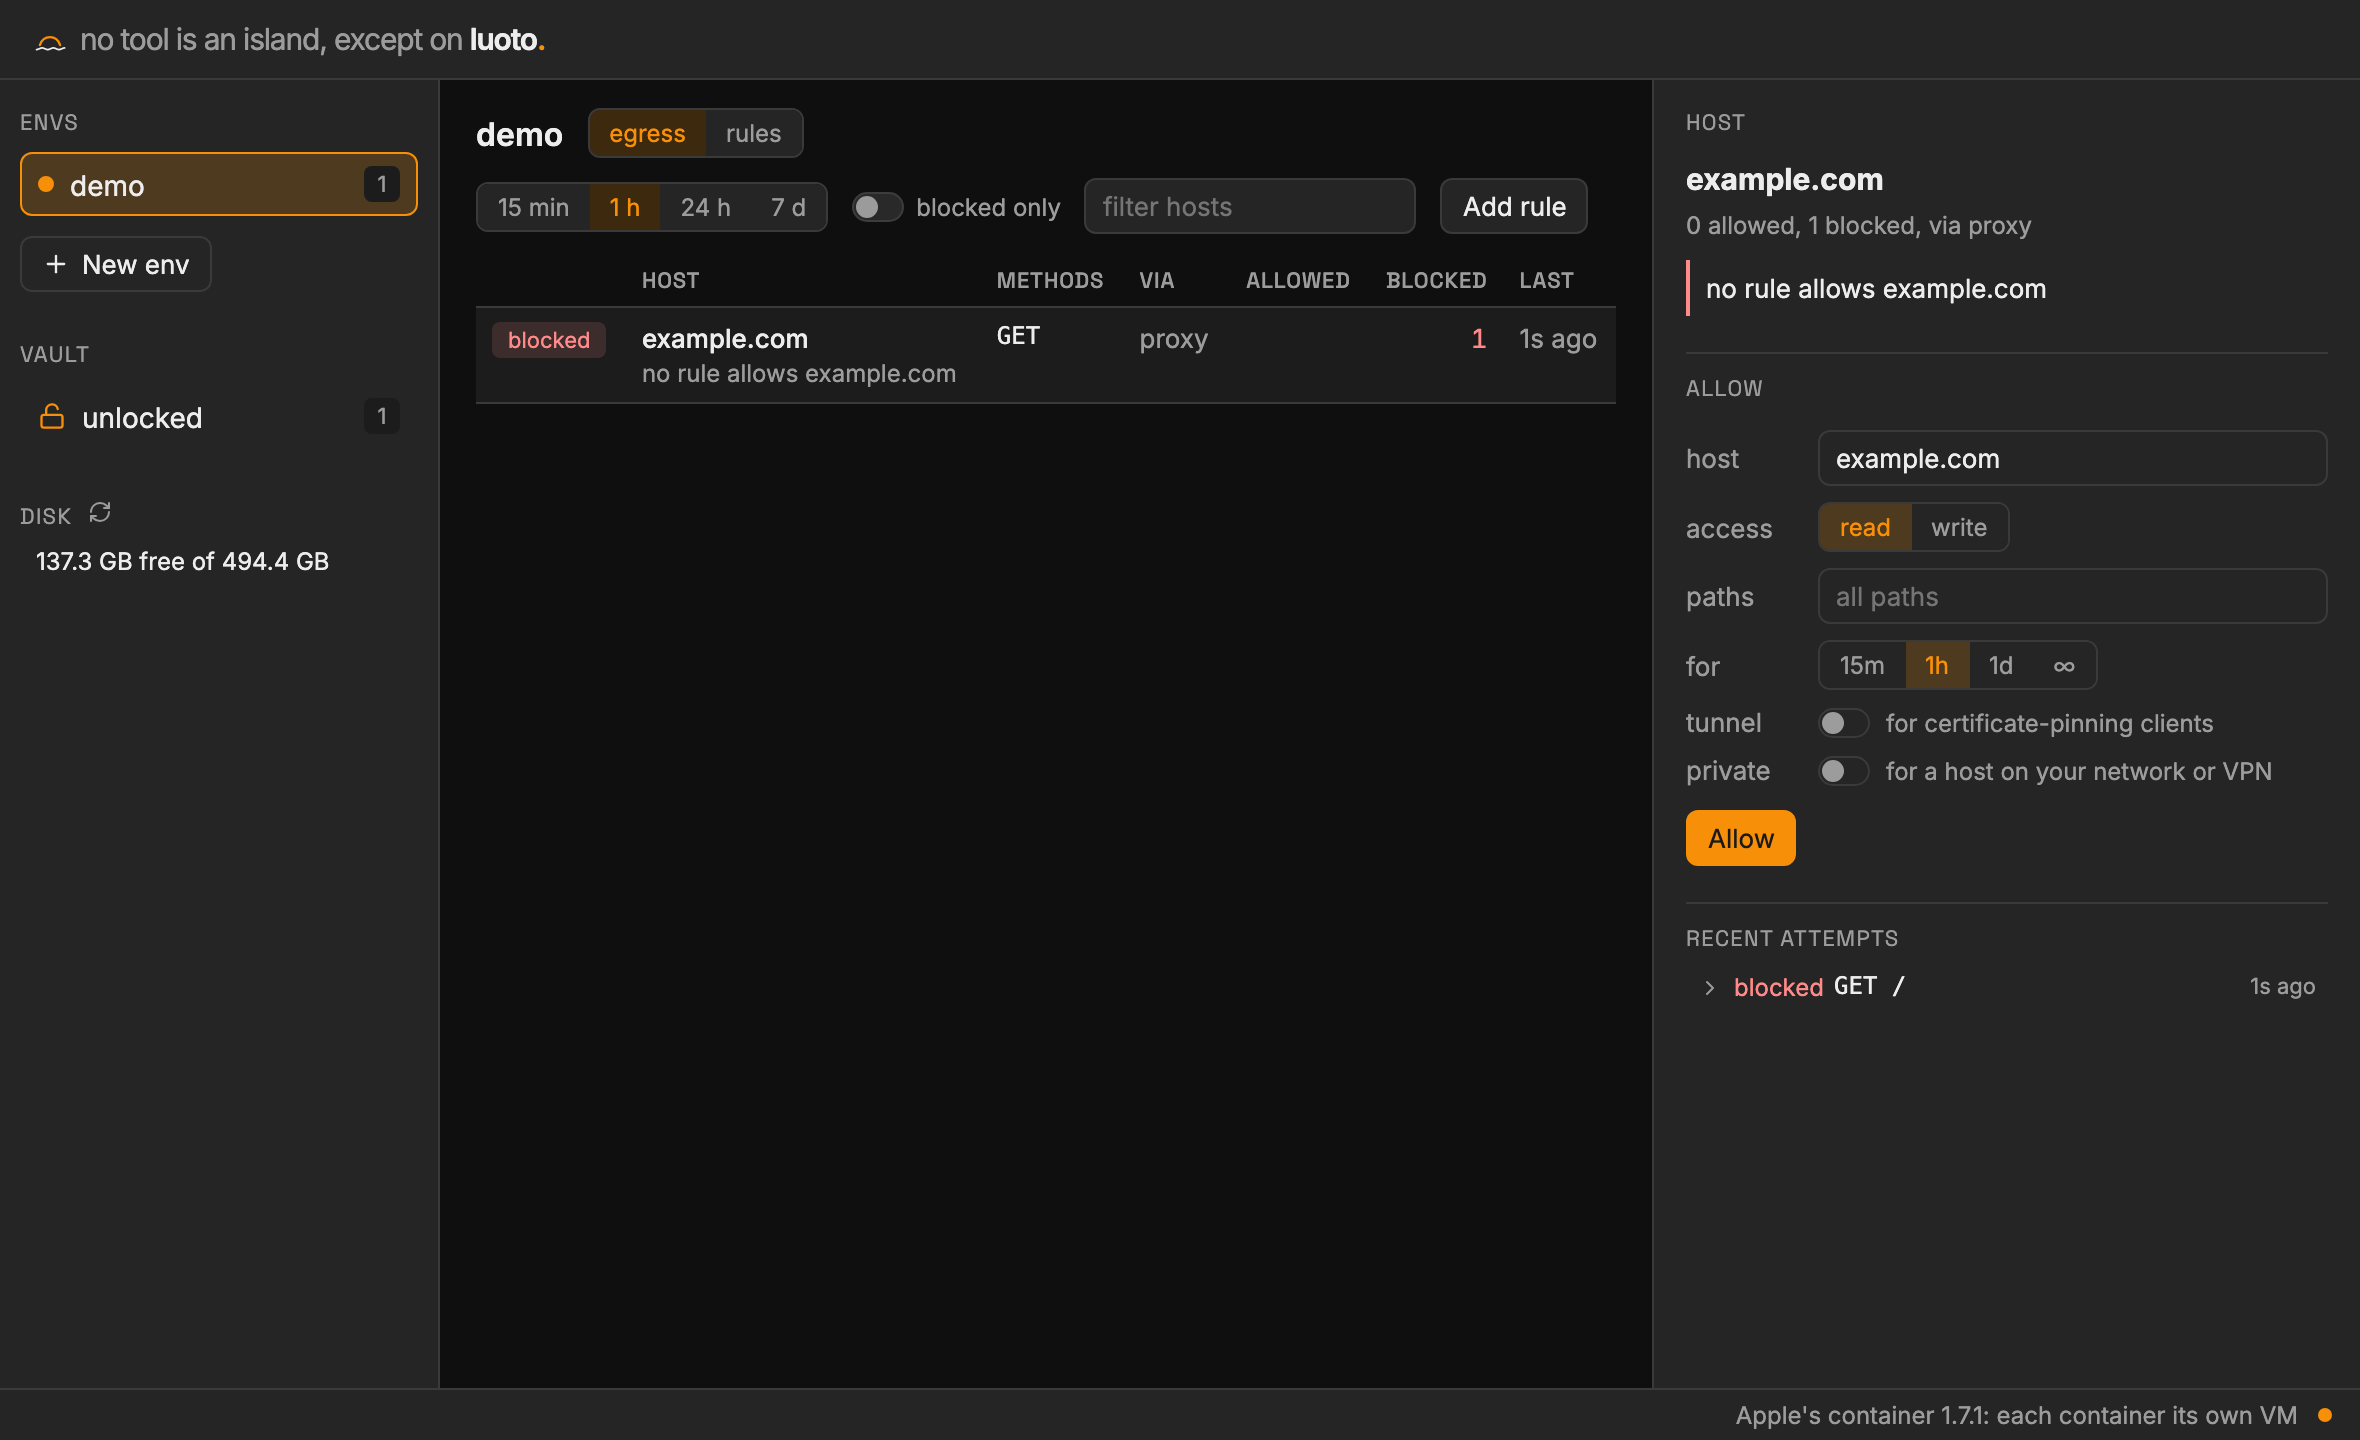 no tool is an island, except on luoto.
ENVS
demo 1
+ New env
VAULT
unlocked 1
DISK
137.3 GB free of 494.4 GB
demo egress rules
15 min 1 h 24 h 7 d blocked only filter hosts Add rule
HOST METHODS VIA ALLOWED BLOCKED LAST
blocked example.com GET proxy 1 1s ago
no rule allows example.com
HOST
example.com
0 allowed, 1 blocked, via proxy
no rule allows example.com
ALLOW
host example.com
access read write
paths all paths
for 15m 1h 1d ∞
tunnel for certificate-pinning clients
private for a host on your network or VPN
Allow
RECENT ATTEMPTS
blocked GET / 1s ago
Apple's container 1.7.1: each container its own VM